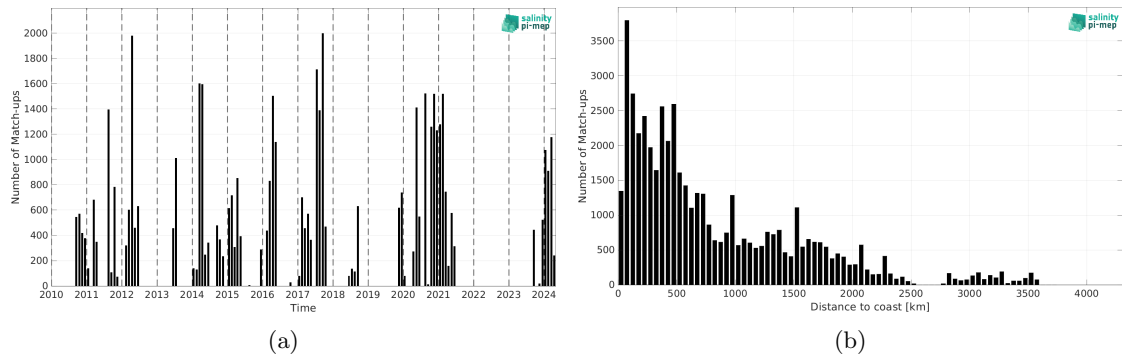 salinity
pi-mep
Number of Match-ups
2000
1800
1600
1400
1200
1000
800
600
400
200
0
2010 2011 2012 2013 2014 2015 2016 2017 2018 2019 2020 2021 2022 2023 2024
Time
(a)
salinity
pi-mep
Number of Match-ups
3500
3000
2500
2000
1500
1000
500
0
0 500 1000 1500 2000 2500 3000 3500 4000
Distance to coast [km]
(b)